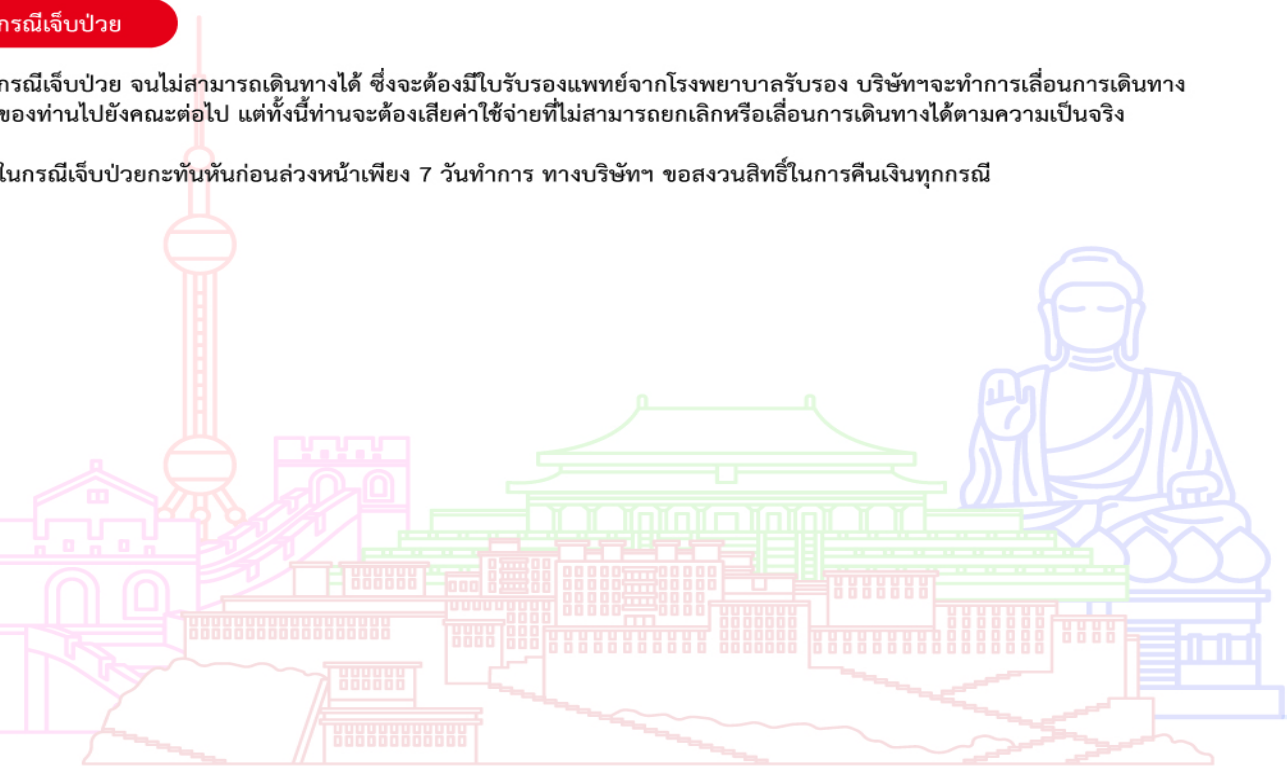 กรณีเจ็บป่วย
กรณีเจ็บป่วย จนไม่สามารถเดินทางได้ ซึ่งจะต้องมีใบรับรองแพทย์จากโรงพยาบาลรับรอง บริษัทฯจะทำการเลื่อนการเดินทาง
ของท่านไปยังคณะต่อไป แต่ทั้งนี้ท่านจะต้องเสียค่าใช้จ่ายที่ไม่สามารถยกเลิกหรือเลื่อนการเดินทางได้ตามความเป็นจริง
ในกรณีเจ็บป่วยกะทันหันก่อนล่วงหน้าเพียง 7 วันทำการ ทางบริษัทฯ ขอสงวนสิทธิ์ในการคืนเงินทุกกรณี